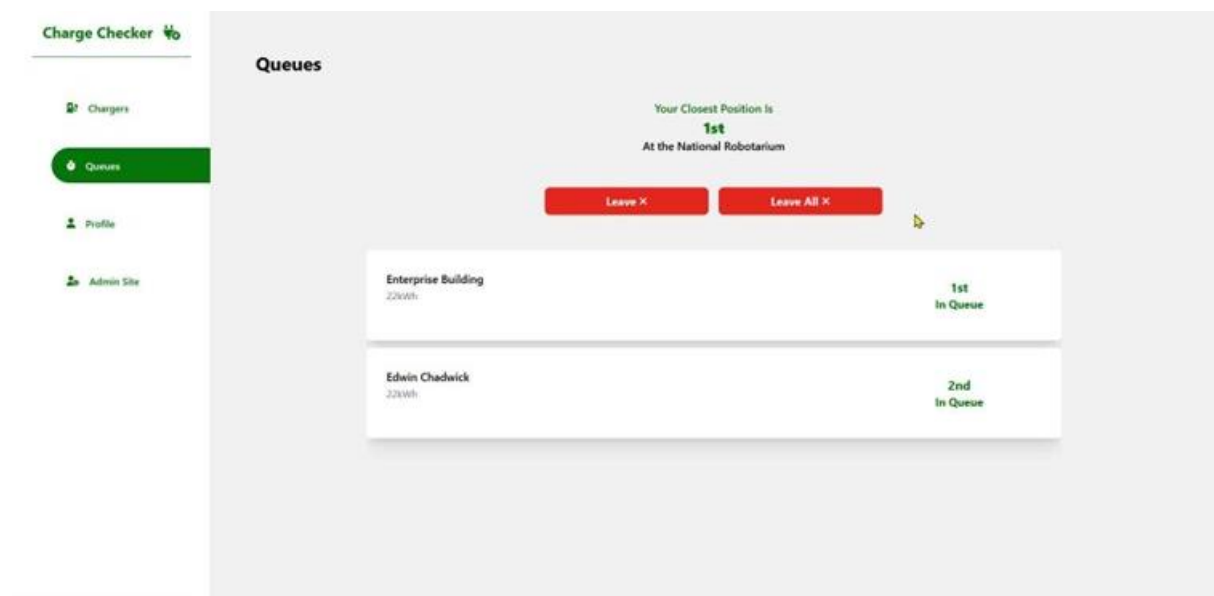 Charge Checker
Chargers
Queues
Profile
Admin Site
Queues
Your Closest Position Is
1st
At the National Robotarium
Leave ×
Leave All ×
Enterprise Building
22kWh
1st
In Queue
Edwin Chadwick
22kWh
2nd
In Queue